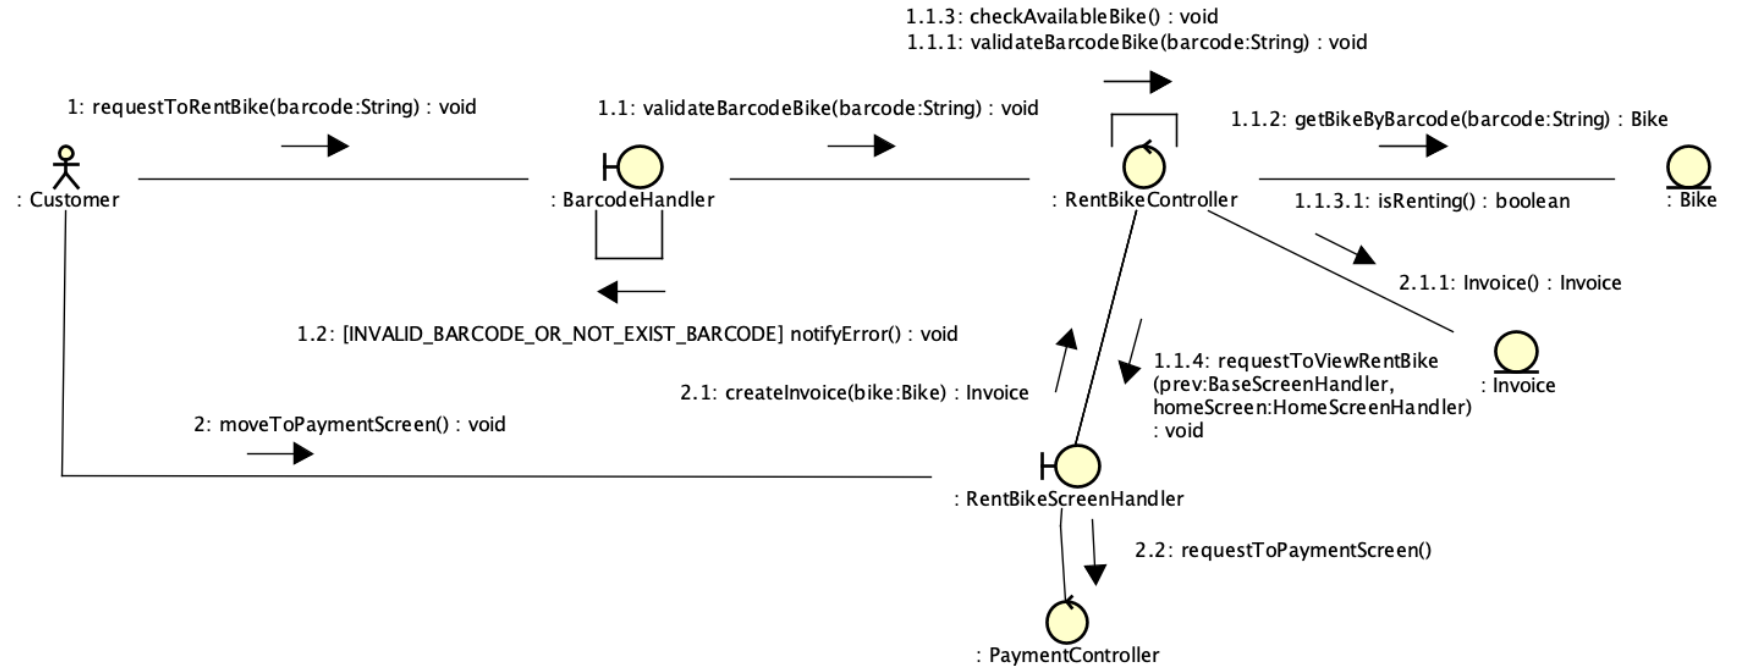 1.1.3: checkAvailableBike() : void
1.1.1: validateBarcodeBike(barcode:String) : void
1: requestToRentBike(barcode:String) : void
1.1: validateBarcodeBike(barcode:String) : void
1.1.2: getBikeByBarcode(barcode:String) : Bike
: Customer
: BarcodeHandler
: RentBikeController
1.1.3.1: isRenting() : boolean
: Bike
2.1.1: Invoice() : Invoice
1.2: [INVALID_BARCODE_OR_NOT_EXIST_BARCODE] notifyError() : void
1.1.4: requestToViewRentBike
(prev:BaseScreenHandler,
homeScreen:HomeScreenHandler)
: void
: Invoice
2.1: createInvoice(bike:Bike) : Invoice
2: moveToPaymentScreen() : void
: RentBikeScreenHandler
2.2: requestToPaymentScreen()
: PaymentController